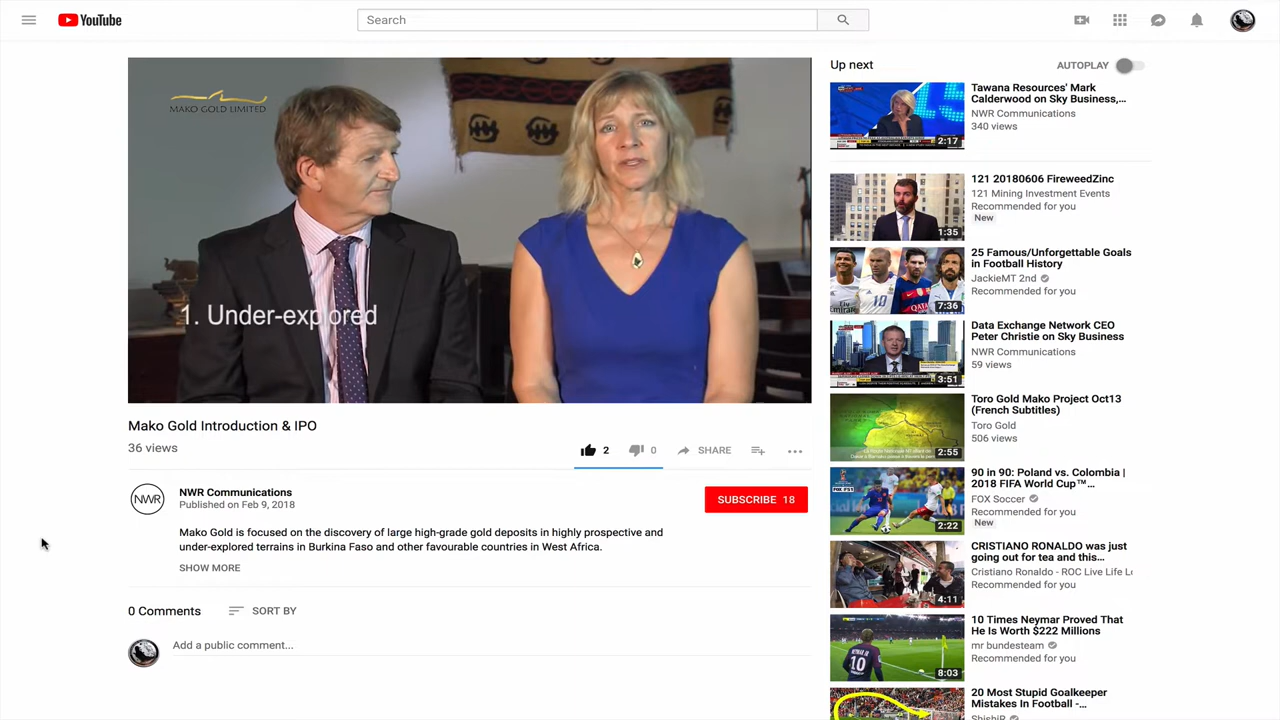 YouTube
Search
MAKO GOLD LIMITED
1. Under-explored
Mako Gold Introduction & IPO
36 views
2
0
SHARE
NWR
NWR Communications
Published on Feb 9, 2018
SUBSCRIBE 18
Mako Gold is focused on the discovery of large high-grade gold deposits in highly prospective and
under-explored terrains in Burkina Faso and other favourable countries in West Africa.
SHOW MORE
0 Comments
SORT BY
Add a public comment...
Up next
AUTOPLAY
2:17
Tawana Resources' Mark
Calderwood on Sky Business,...
NWR Communications
340 views
1:35
121 20180606 FireweedZinc
121 Mining Investment Events
Recommended for you
New
7:36
25 Famous/Unforgettable Goals
in Football History
JackieMT 2nd
Recommended for you
3:51
Data Exchange Network CEO
Peter Christie on Sky Business
NWR Communications
59 views
2:55
Toro Gold Mako Project Oct13
(French Subtitles)
Toro Gold
506 views
2:22
90 in 90: Poland vs. Colombia |
2018 FIFA World Cup™...
FOX Soccer
Recommended for you
New
4:11
CRISTIANO RONALDO was just
going out for tea and this...
Cristiano Ronaldo - ROC Live Life L
Recommended for you
8:03
10 Times Neymar Proved That
He Is Worth $222 Millions
mr bundesteam
Recommended for you
20 Most Stupid Goalkeeper
Mistakes In Football -...
ShishiR